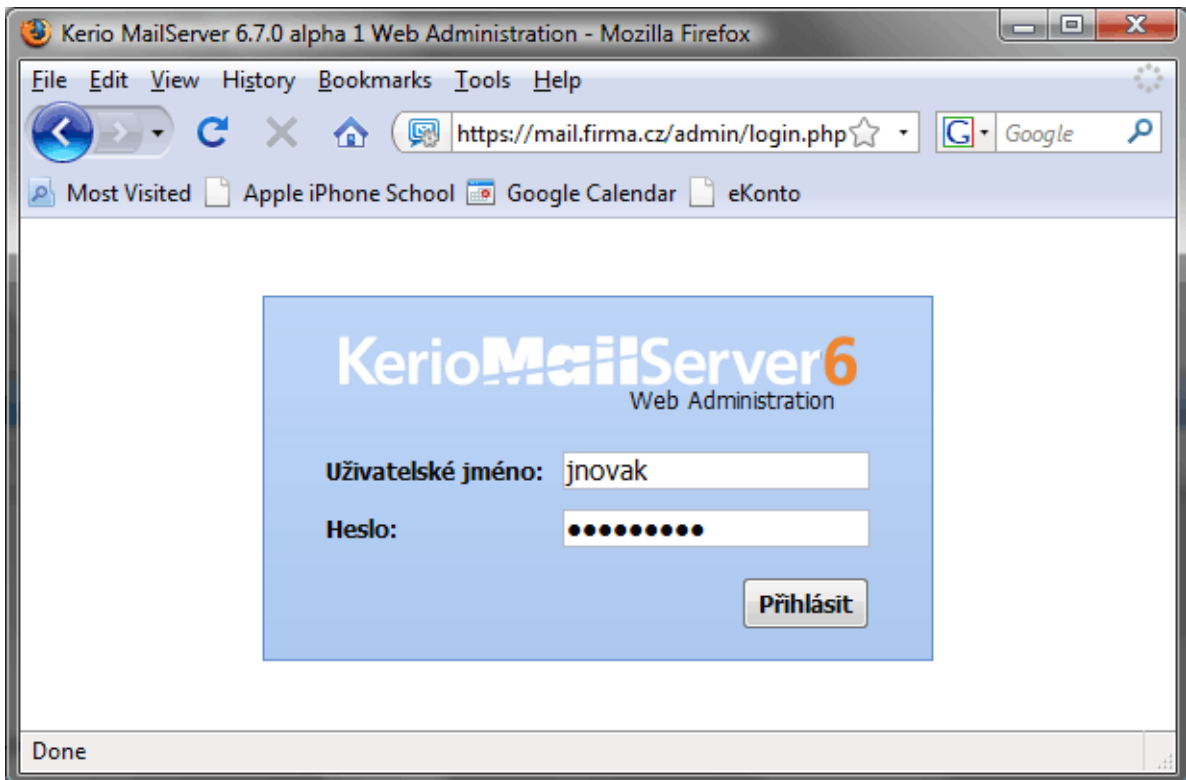 Kerio MailServer 6.7.0 alpha 1 Web Administration - Mozilla Firefox
File Edit View History Bookmarks Tools Help
https://mail.firma.cz/admin/login.php G Google
Most Visited Apple iPhone School Google Calendar eKonto
KerioMailServer6
Web Administration
Uživatelské jméno: jnovak
Heslo: •••••••••
Přihlásit
Done